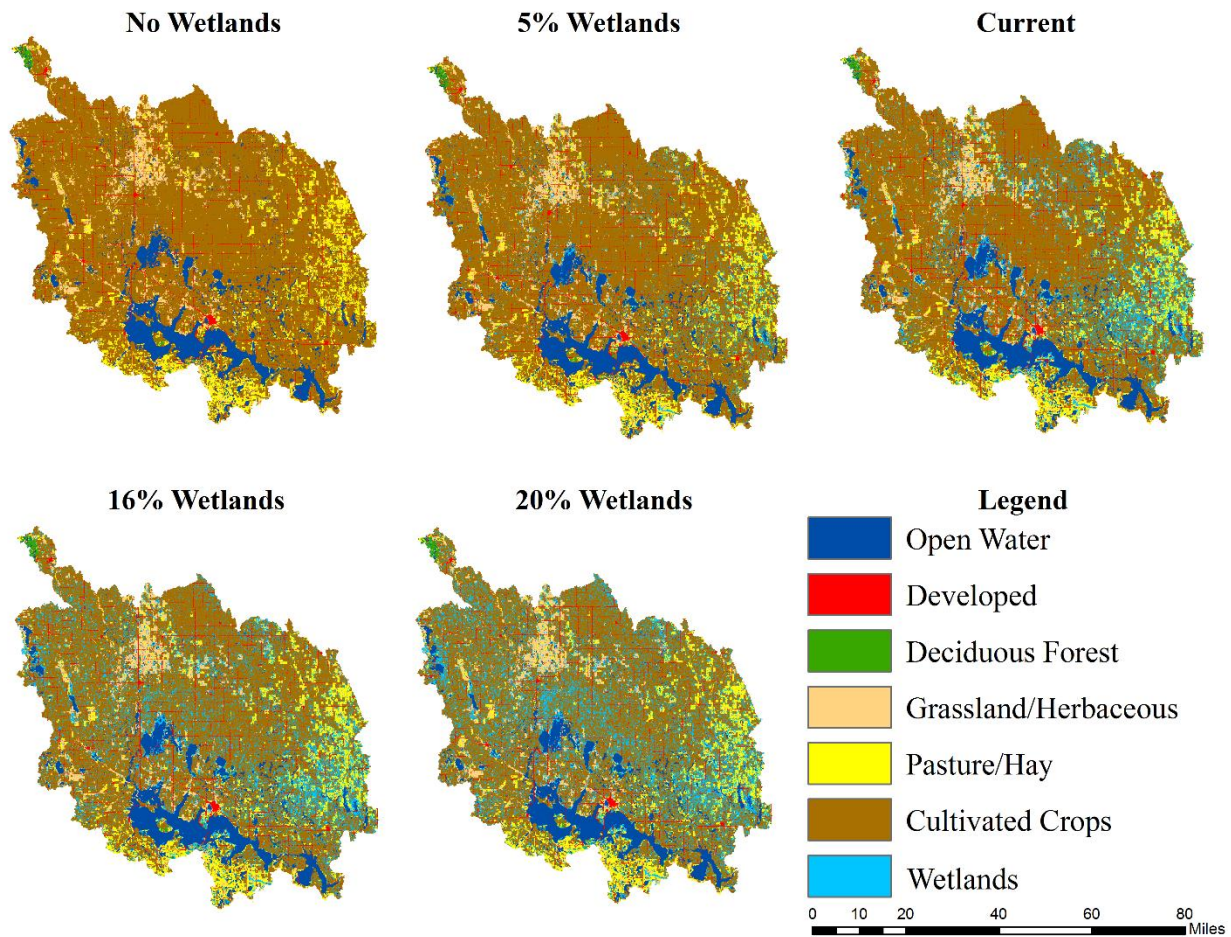 No Wetlands
5% Wetlands
Current
16% Wetlands
20% Wetlands
Legend
Open Water
Developed
Deciduous Forest
Grassland/Herbaceous
Pasture/Hay
Cultivated Crops
Wetlands
0 10 20 40 60 80
Miles